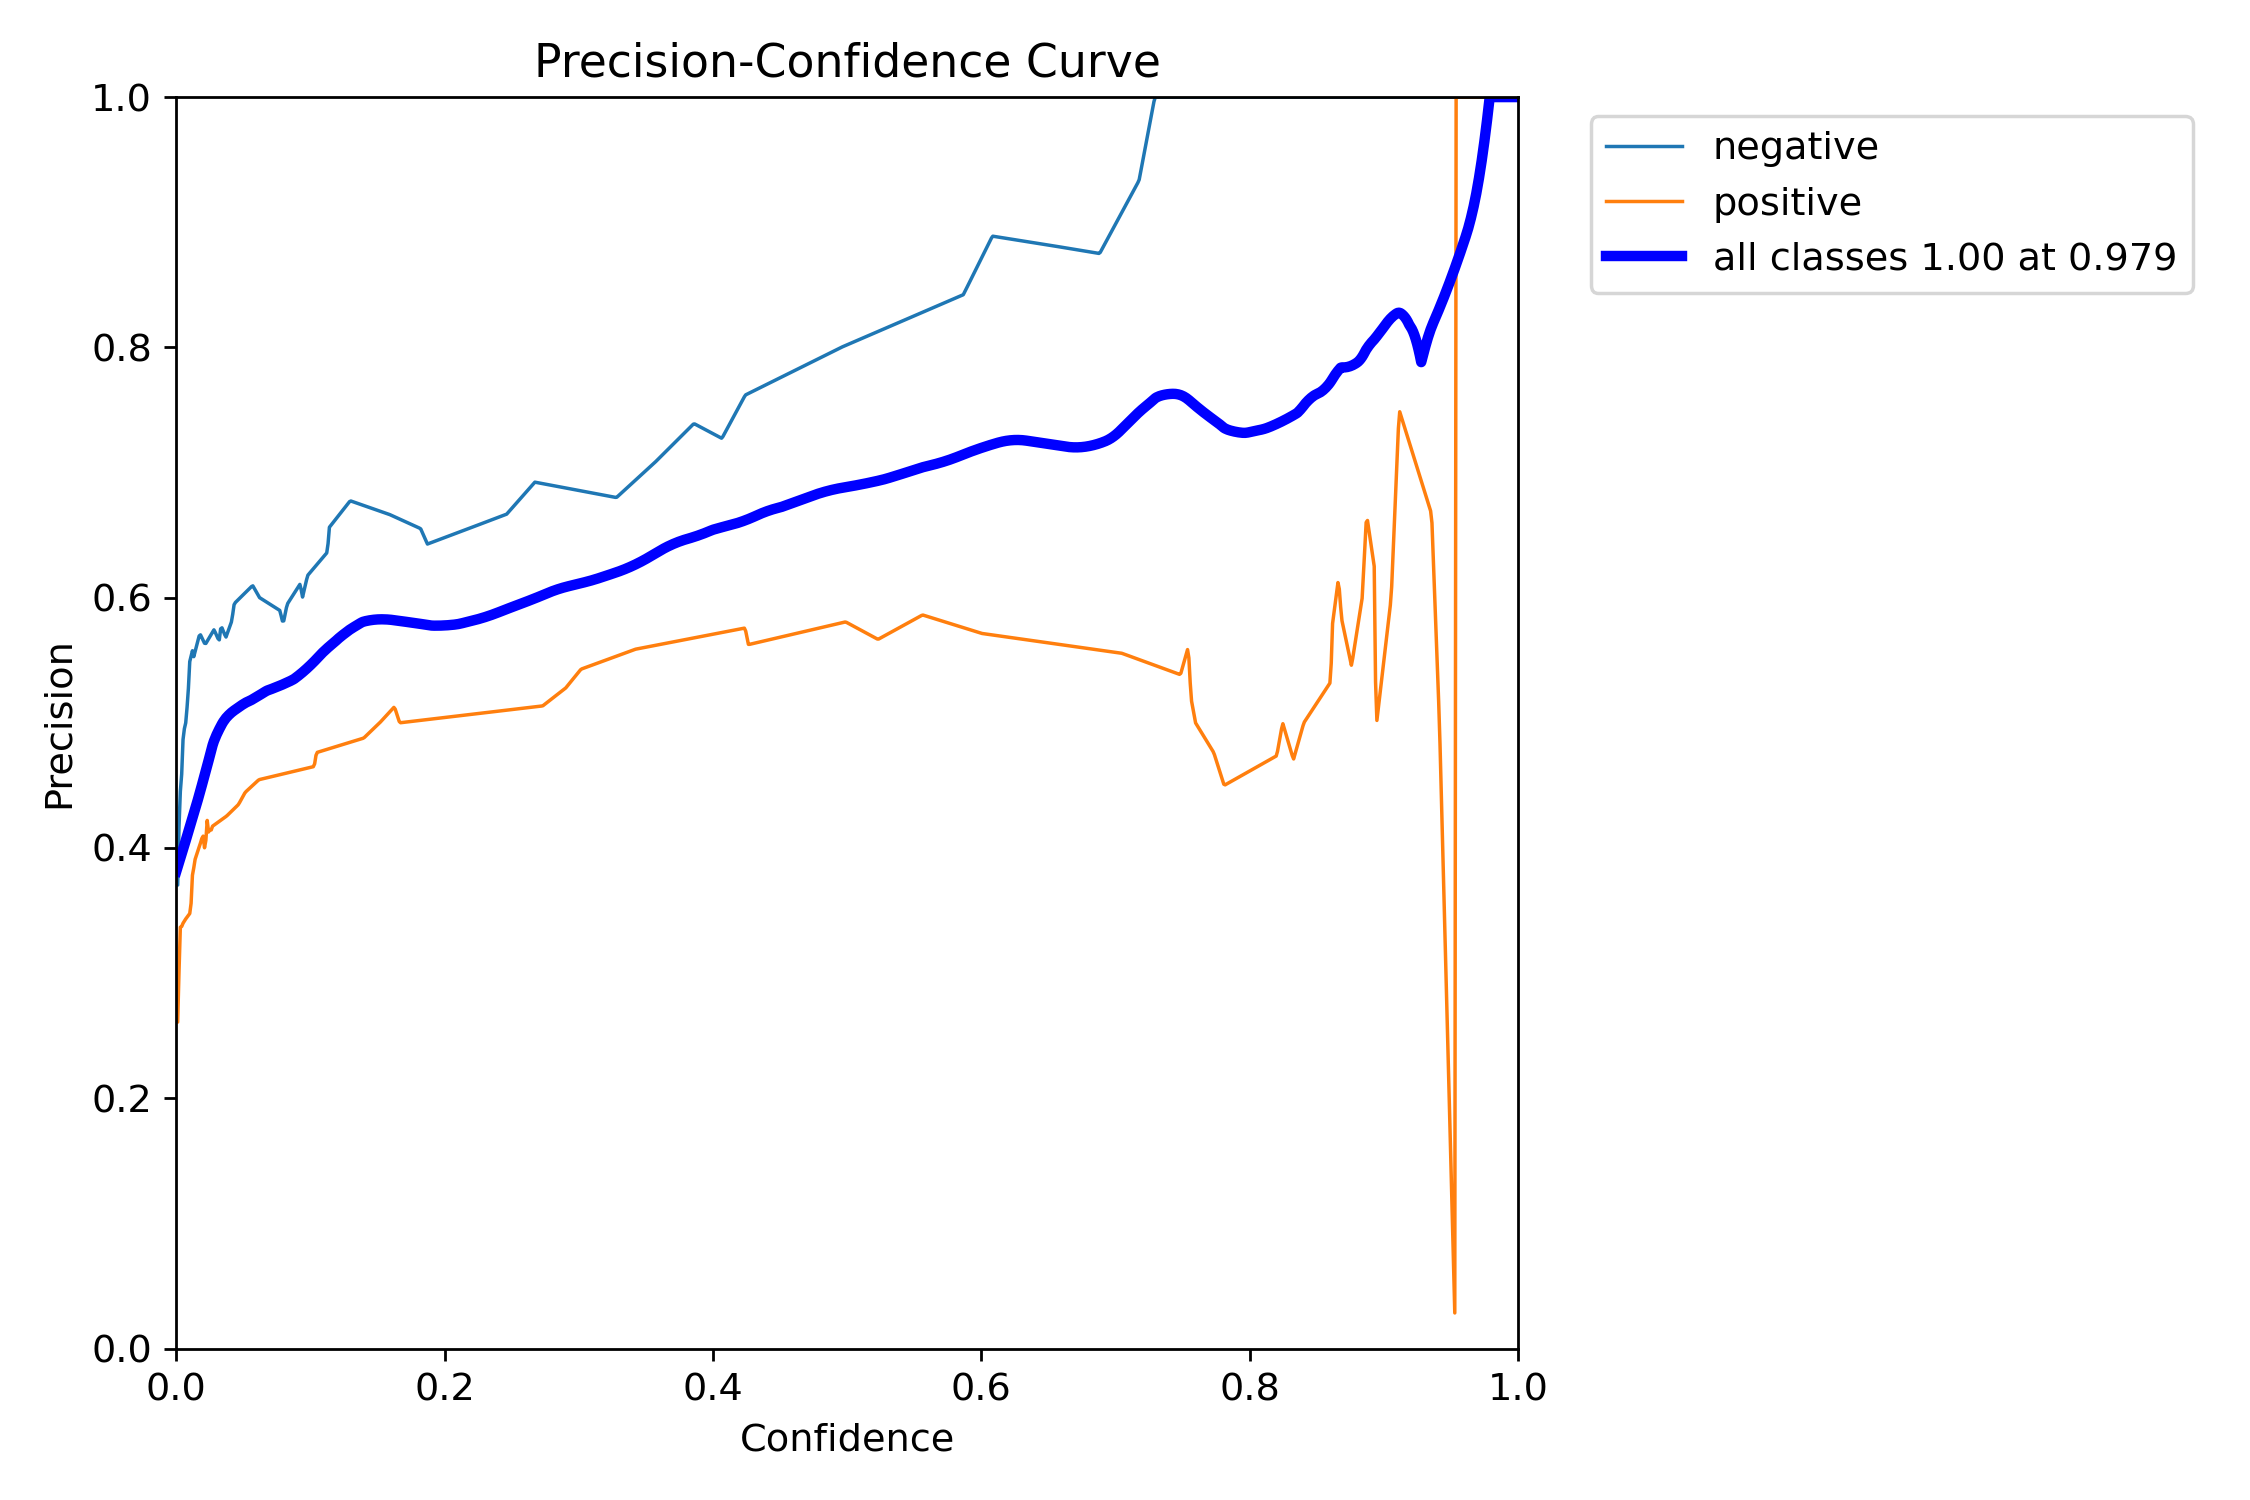 Precision-Confidence Curve
1.0
0.8
0.6
0.4
0.2
0.0
Precision
0.0 0.2 0.4 0.6 0.8 1.0
Confidence
negative
positive
all classes 1.00 at 0.979